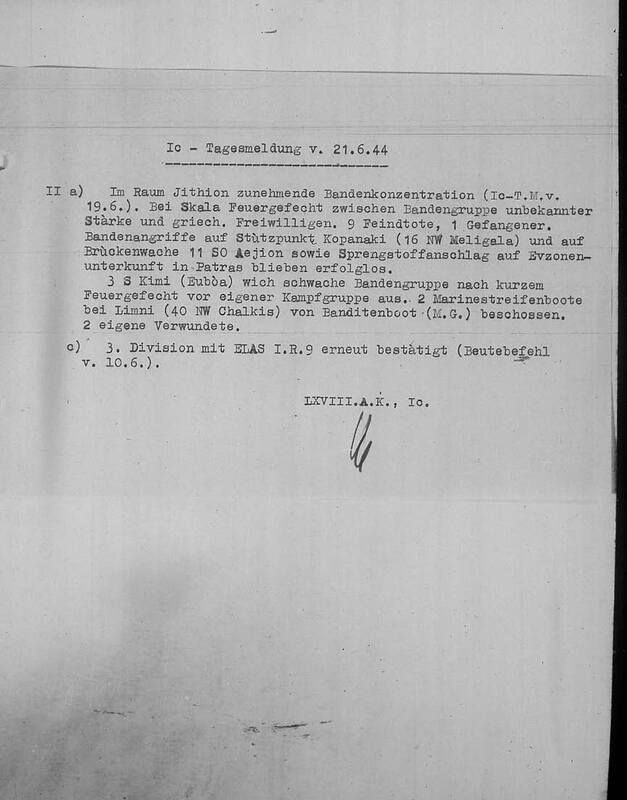 Ic - Tagesmeldung v. 21.6.44
II a) Im Raum Jithion zunehmende Bandenkonzentration (Ic-T.M.v.
19.6.). Bei Skala Feuergefecht zwischen Bandengruppe unbekannter
Stärke und griech. Freiwilligen. 9 Feindtote, 1 Gefangener.
Bandenangriffe auf Stützpunkt Kopanaki (16 NW Meligala) und auf
Brückenwache 11 SO Aejion sowie Sprengstoffanschlag auf Evzonen-
unterkunft in Patras blieben erfolglos.
3 S Kimi (Euböa) wich schwache Bandengruppe nach kurzem
Feuergefecht vor eigener Kampfgruppe aus. 2 Marinestreifenboote
bei Limni (40 NW Chalkis) von Banditenboot (M.G.) beschossen.
2 eigene Verwundete.
c) 3. Division mit ELAS I.R.9 erneut bestätigt (Beutebefehl
v. 10.6.).
LXVIII.A.K., Ic.